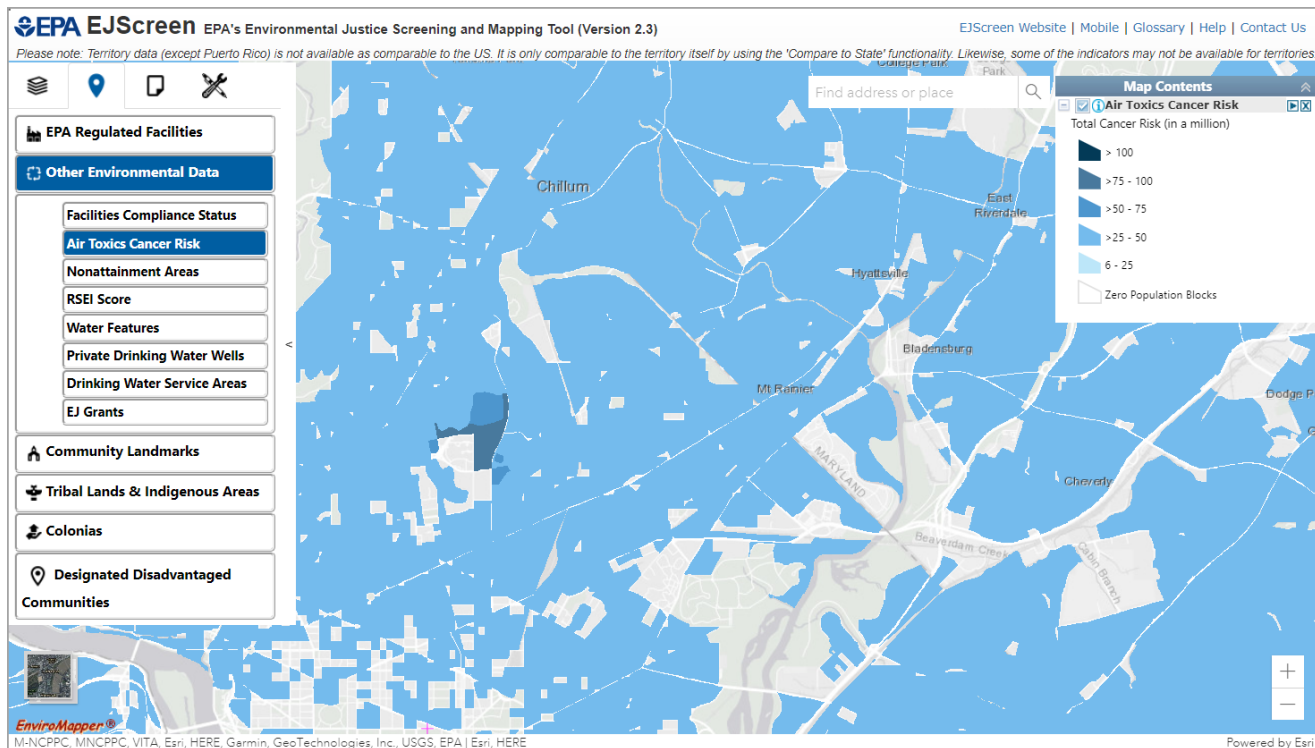 EPA EJScreen EPA's Environmental Justice Screening and Mapping Tool (Version 2.3)
EJScreen Website | Mobile | Glossary | Help | Contact Us
Please note: Territory data (except Puerto Rico) is not available as comparable to the US. It is only comparable to the territory itself by using the 'Compare to State' functionality. Likewise, some of the indicators may not be available for territories
EPA Regulated Facilities
Other Environmental Data
Facilities Compliance Status
Air Toxics Cancer Risk
Nonattainment Areas
RSEI Score
Water Features
Private Drinking Water Wells
Drinking Water Service Areas
EJ Grants
Community Landmarks
Tribal Lands & Indigenous Areas
Colonias
Designated Disadvantaged
Communities
<
College Park
Park
Find address or place
Map Contents
Air Toxics Cancer Risk
Total Cancer Risk (in a million)
> 100
>75 - 100
>50 - 75
>25 - 50
6 - 25
Zero Population Blocks
Chillum
East
Riverdale
Hyattsville
Bladensburg
Mt Rainier
Dodge P
MARYLAND
Cheverly
Beaverdam Creek
Cabin Branch
+
−
EnviroMapper ®
M-NCPPC, MNCPPC, VITA, Esri, HERE, Garmin, GeoTechnologies, Inc., USGS, EPA | Esri, HERE
Powered by Esri